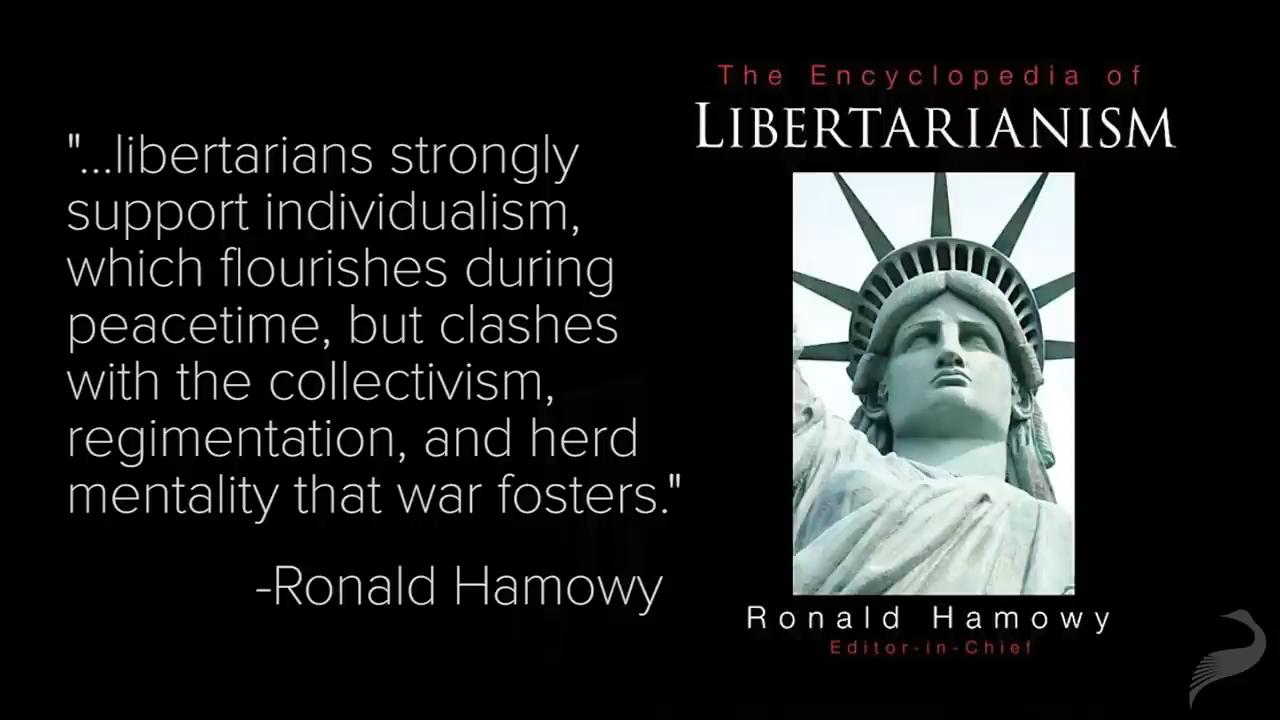 "...libertarians strongly
support individualism,
which flourishes during
peacetime, but clashes
with the collectivism,
regimentation, and herd
mentality that war fosters."
-Ronald Hamowy
The Encyclopedia of
LIBERTARIANISM
Ronald Hamowy
Editor-in-Chief